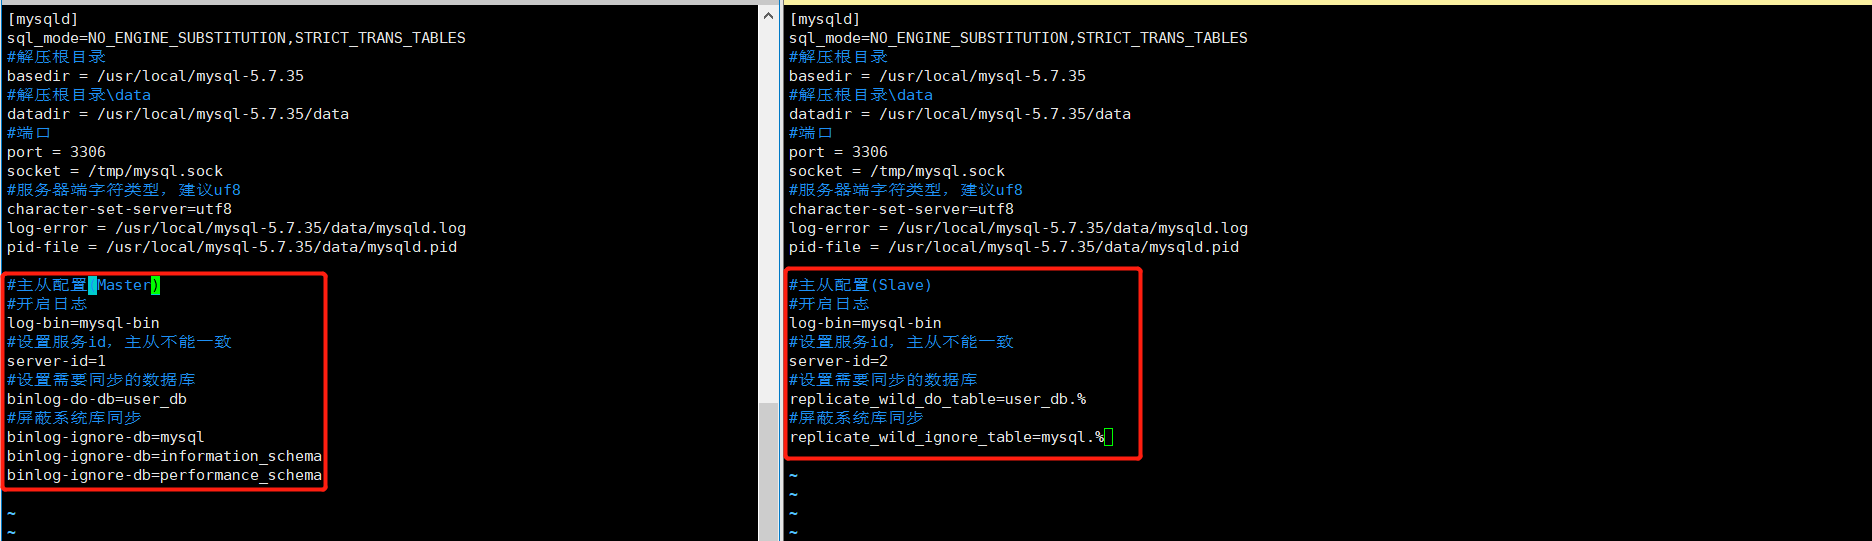 [mysqld]
sql_mode=NO_ENGINE_SUBSTITUTION,STRICT_TRANS_TABLES
#解压根目录
basedir = /usr/local/mysql-5.7.35
#解压根目录\data
datadir = /usr/local/mysql-5.7.35/data
#端口
port = 3306
socket = /tmp/mysql.sock
#服务器端字符类型，建议uf8
character-set-server=utf8
log-error = /usr/local/mysql-5.7.35/data/mysqld.log
pid-file = /usr/local/mysql-5.7.35/data/mysqld.pid
#主从配置(Master)
#开启日志
log-bin=mysql-bin
#设置服务id，主从不能一致
server-id=1
#设置需要同步的数据库
binlog-do-db=user_db
#屏蔽系统库同步
binlog-ignore-db=mysql
binlog-ignore-db=information_schema
binlog-ignore-db=performance_schema
~
~
[mysqld]
sql_mode=NO_ENGINE_SUBSTITUTION,STRICT_TRANS_TABLES
#解压根目录
basedir = /usr/local/mysql-5.7.35
#解压根目录\data
datadir = /usr/local/mysql-5.7.35/data
#端口
port = 3306
socket = /tmp/mysql.sock
#服务器端字符类型，建议uf8
character-set-server=utf8
log-error = /usr/local/mysql-5.7.35/data/mysqld.log
pid-file = /usr/local/mysql-5.7.35/data/mysqld.pid
#主从配置(Slave)
#开启日志
log-bin=mysql-bin
#设置服务id，主从不能一致
server-id=2
#设置需要同步的数据库
replicate_wild_do_table=user_db.%
#屏蔽系统库同步
replicate_wild_ignore_table=mysql.%
~
~
~
~